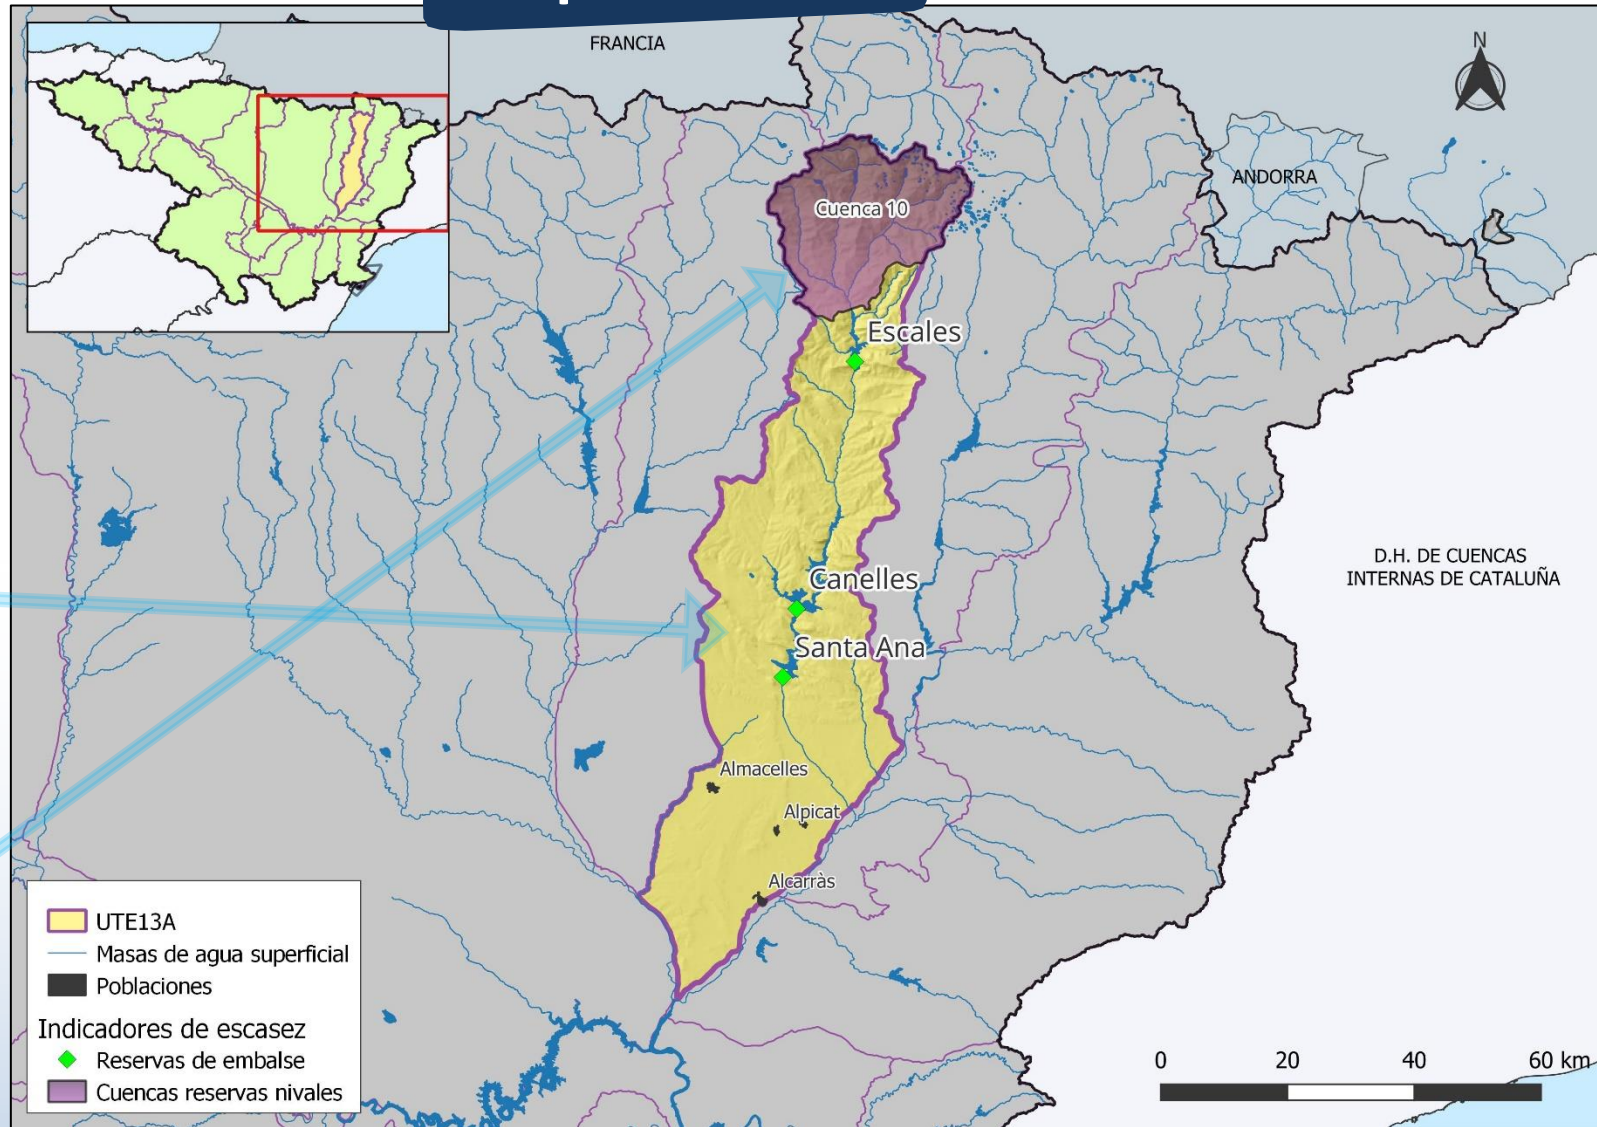 FRANCIA
N
ANDORRA
Cuenca 10
Escales
D.H. DE CUENCAS
INTERNAS DE CATALUÑA
Canelles
Santa Ana
Almacelles
Alpicat
Alcarràs
UTE13A
Masas de agua superficial
Poblaciones
Indicadores de escasez
Reservas de embalse
Cuencas reservas nivales
0 20 40 60 km